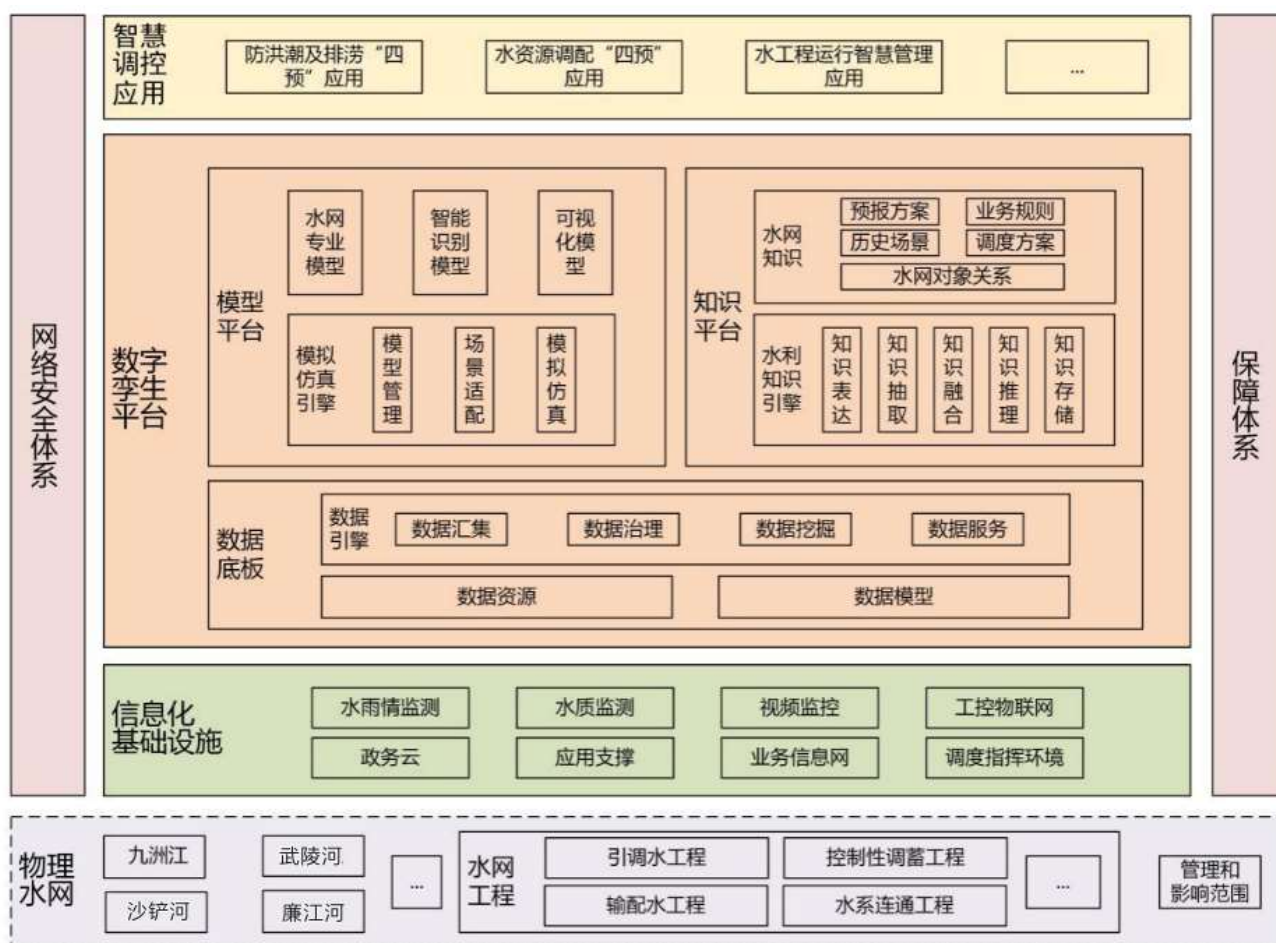 网络安全体系
智慧
调控
应用
防洪潮及排涝“四
预”应用
水资源调配“四预”
应用
水工程运行智慧管理
应用
...
数字
孪生
平台
模型
平台
水网
专业
模型
智能
识别
模型
可视
化模
型
模拟
仿真
引擎
模型管理
场景适配
模拟仿真
知识
平台
水网
知识
预报方案
业务规则
历史场景
调度方案
水网对象关系
水利
知识
引擎
知识表达
知识抽取
知识融合
知识推理
知识存储
数据
底板
数据
引擎
数据汇集
数据治理
数据挖掘
数据服务
数据资源
数据模型
信息化
基础设施
水雨情监测
水质监测
视频监控
工控物联网
政务云
应用支撑
业务信息网
调度指挥环境
保障体系
物理
水网
九洲江
武陵河
沙铲河
廉江河
...
水网
工程
引调水工程
控制性调蓄工程
输配水工程
水系连通工程
...
管理和
影响范围